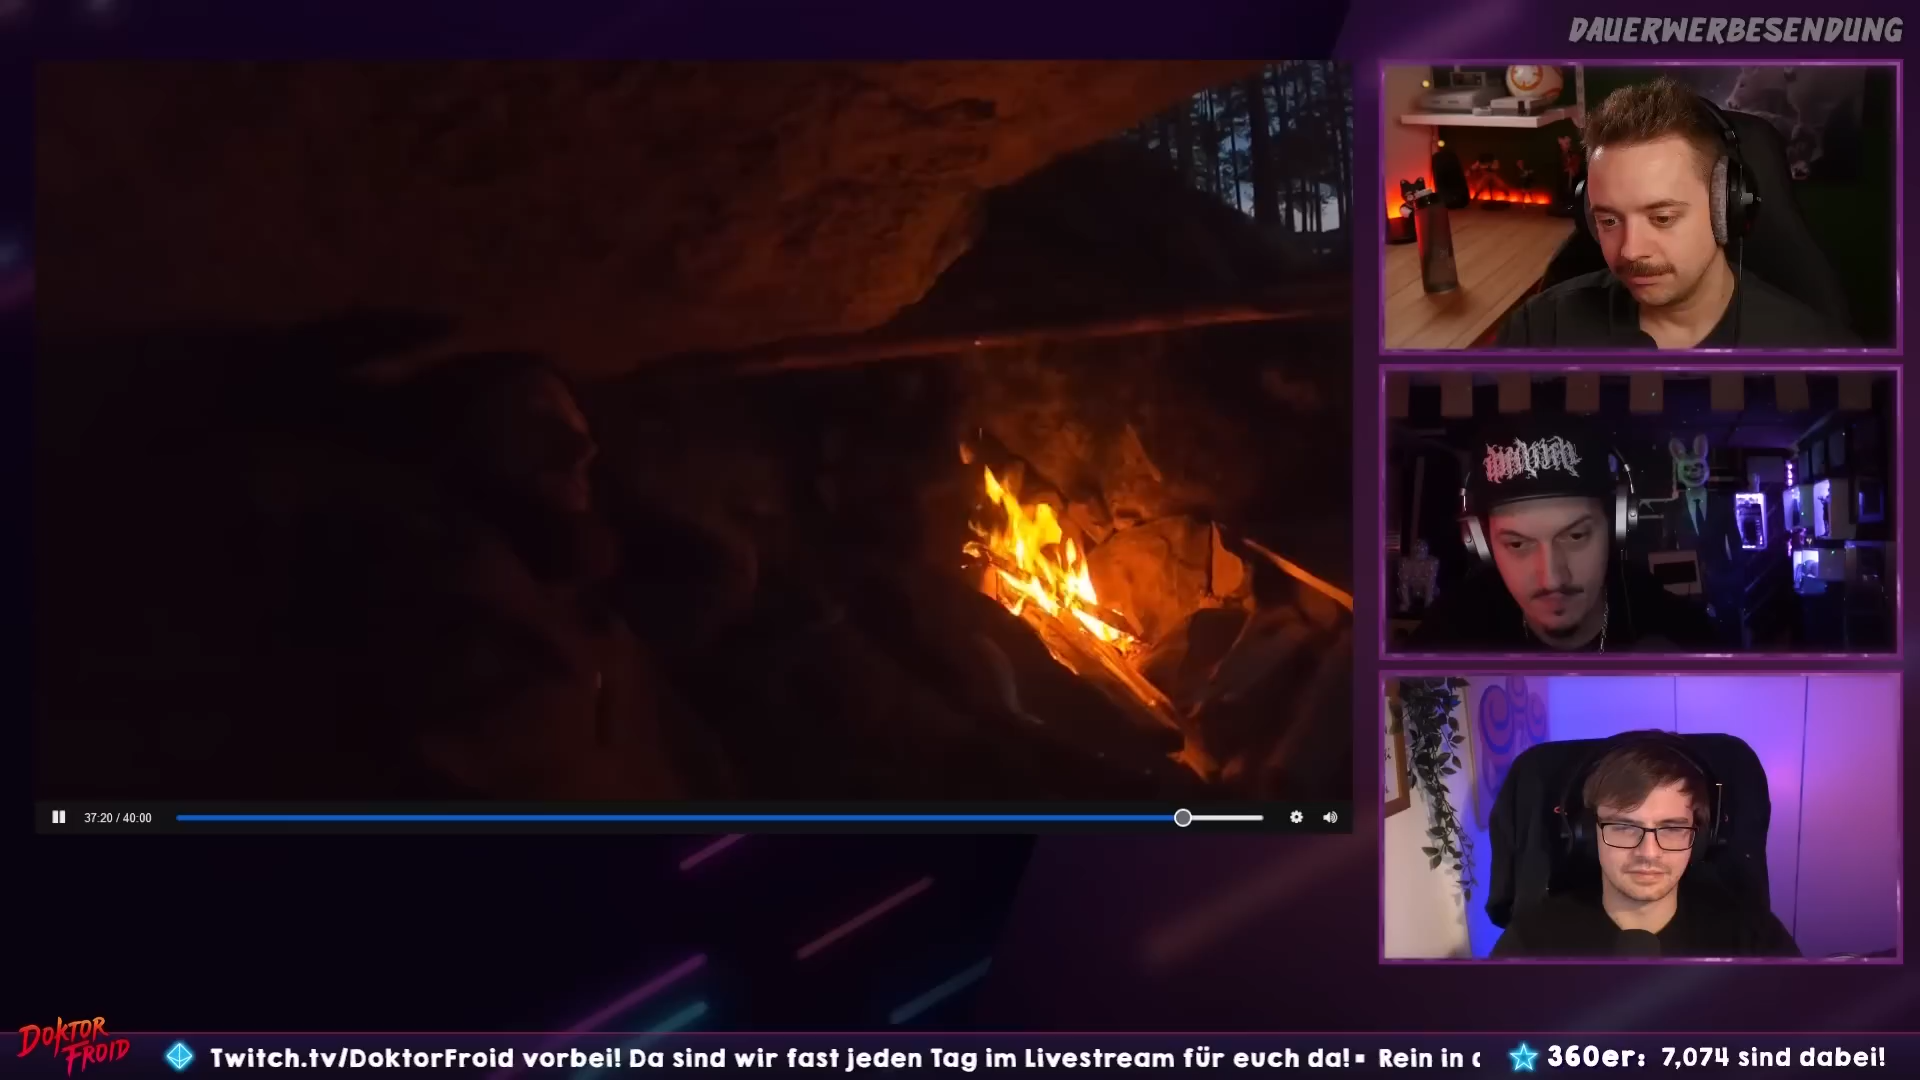 DAUERWERBESENDUNG
37:20 / 40:00
DOKTOR
FROID
Twitch.tv/DoktorFroid vorbei! Da sind wir fast jeden Tag im Livestream für euch da!▪ Rein in
360er: 7,074 sind dabei!